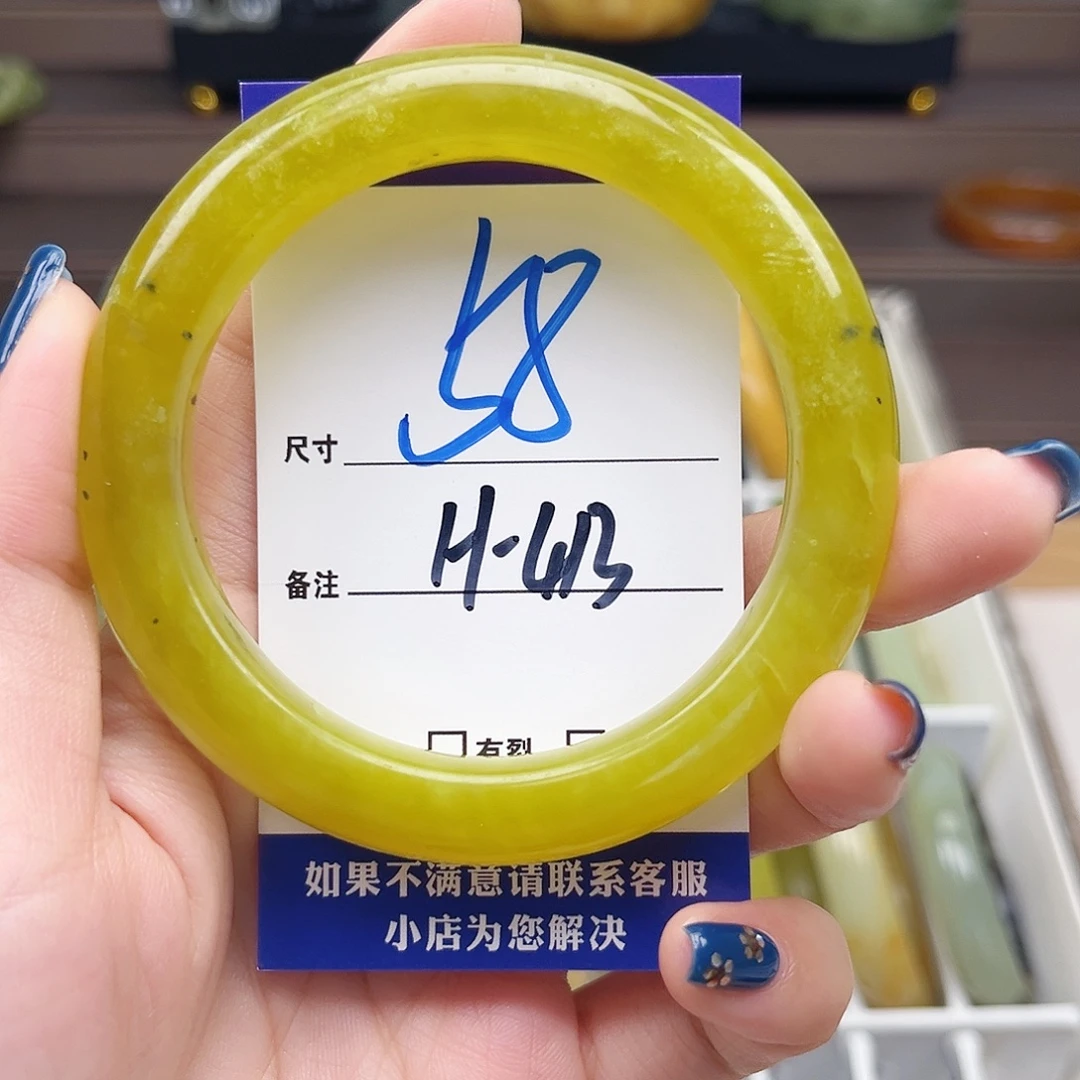 尺寸 58
备注 H-613
□有裂 □
如果不满意请联系客服
小店为您解决